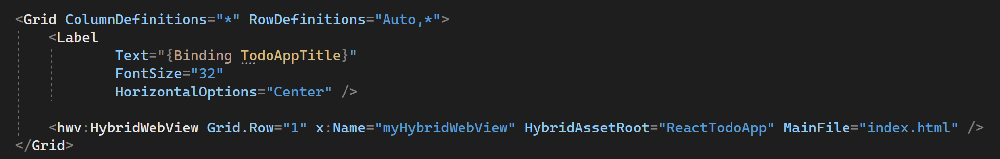 <Grid ColumnDefinitions="*" RowDefinitions="Auto,*">
    <Label
            Text="{Binding TodoAppTitle}"
            FontSize="32"
            HorizontalOptions="Center" />

    <hwv:HybridWebView Grid.Row="1" x:Name="myHybridWebView" HybridAssetRoot="ReactTodoApp" MainFile="index.html" />
</Grid>